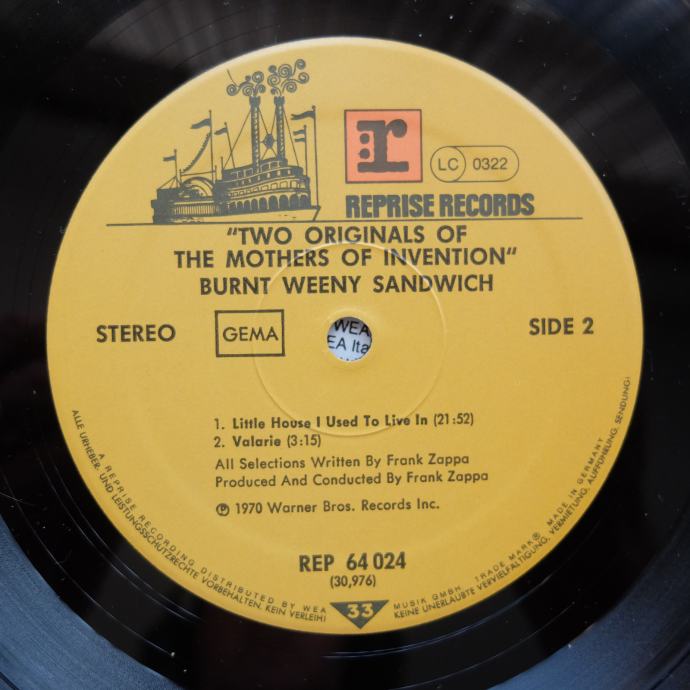 r
LC 0322
REPRISE RECORDS
"TWO ORIGINALS OF
THE MOTHERS OF INVENTION"
BURNT WEENY SANDWICH
STEREO GEMA SIDE 2
WEA
EA Ita
1. Little House I Used To Live In (21:52)
2. Valarie (3:15)
All Selections Written By Frank Zappa
Produced And Conducted By Frank Zappa
℗ 1970 Warner Bros. Records Inc.
REP 64 024
(30,976)
33
A REPRISE RECORDING DISTRIBUTED BY WEA MUSIK GMBH. TRADE MARK® MADE IN GERMANY
ALLE URHEBER- UND LEISTUNGSSCHUTZRECHTE VORBEHALTEN. KEIN VERLEIH! KEINE UNERLAUBTE VERVIELFÄLTIGUNG, VERMIETUNG, AUFFÜHRUNG, SENDUNG!